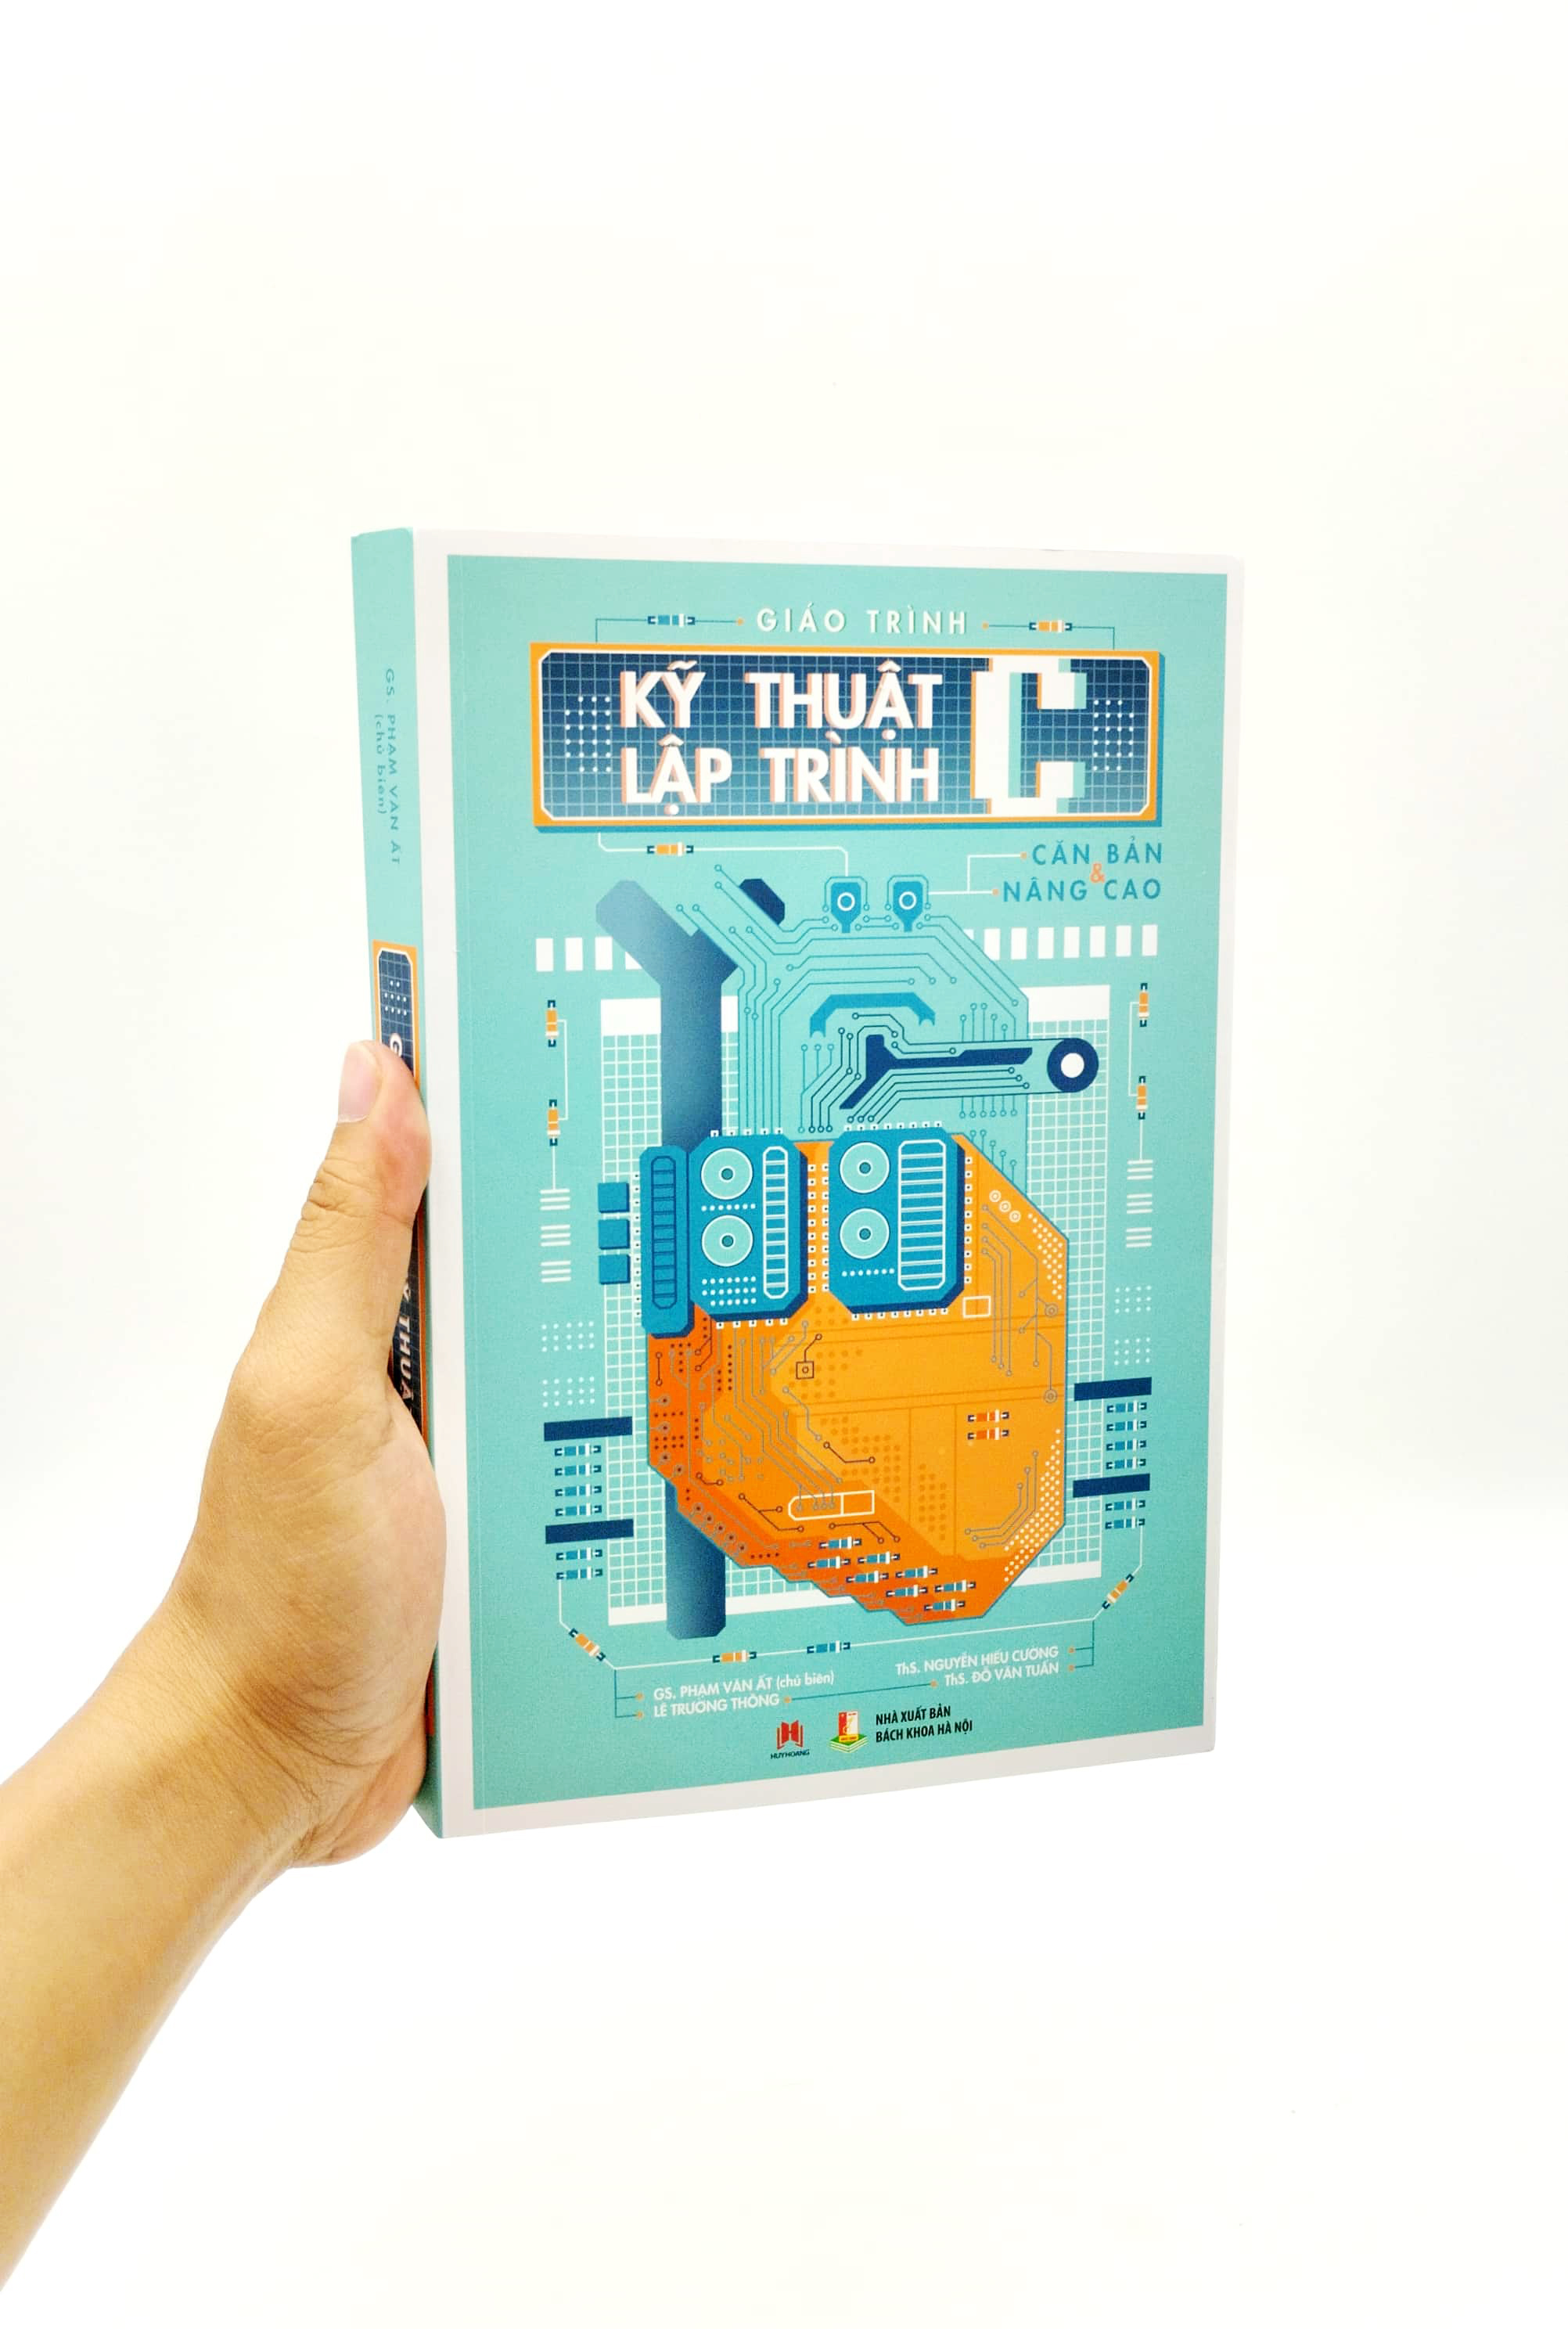 GIÁO TRÌNH
KỸ THUẬT
LẬP TRÌNH
C
CĂN BẢN
&
NÂNG CAO
GS. PHẠM VĂN ẤT (chủ biên)
LÊ TRƯỜNG THÔNG
ThS. NGUYỄN HIẾU CƯỜNG
ThS. ĐỖ VĂN TUẤN
HUYHOANG
NHÀ XUẤT BẢN
BÁCH KHOA HÀ NỘI
GS. PHẠM VĂN ẤT
(chủ biên)